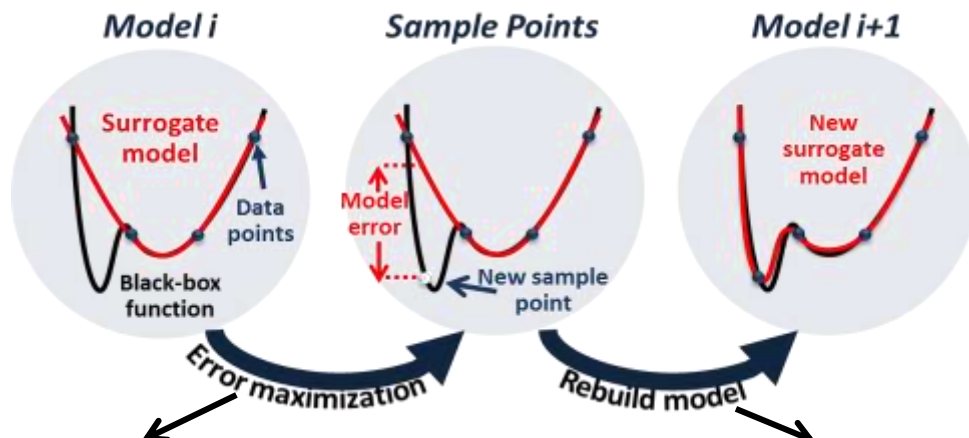 Model i
Sample Points
Model i+1
Surrogate
model
Data
points
Black-box
function
Model
error
New sample
point
New
surrogate
model
Error maximization
Rebuild model